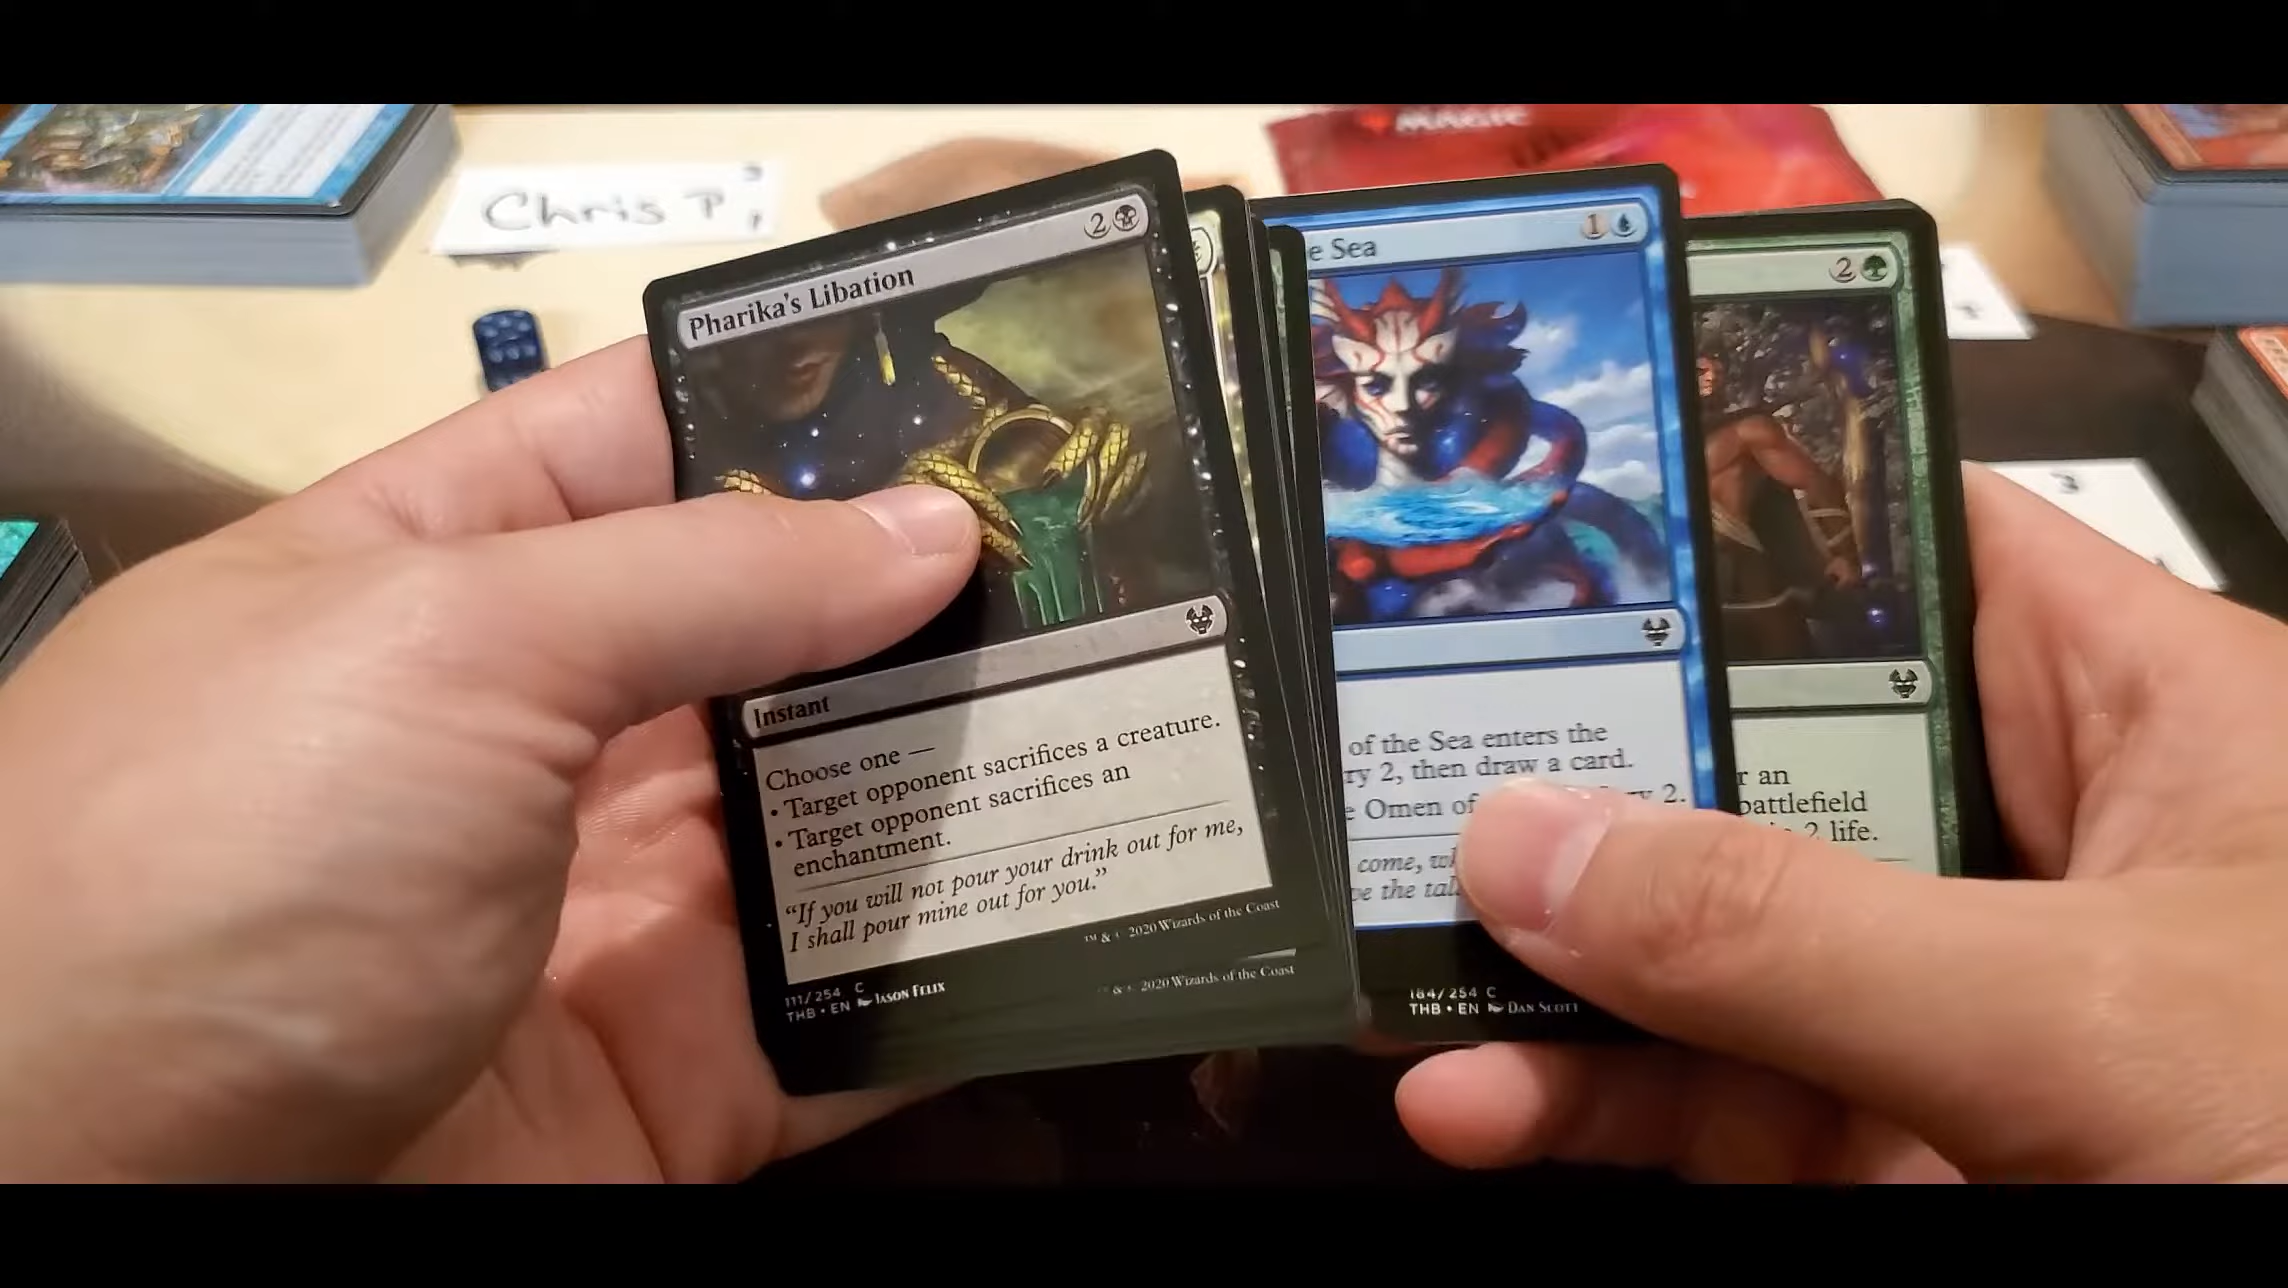 MAGIC
Chris P
Pharika's Libation
2
Instant
Choose one —
• Target opponent sacrifices a creature.
• Target opponent sacrifices an
enchantment.
“If you will not pour your drink out for me,
I shall pour mine out for you.”
™ & © 2020 Wizards of the Coast
111/254 C
THB • EN JASON FELIX
& © 2020 Wizards of the Coast
e Sea
1
of the Sea enters the
ry 2, then draw a card.
e Omen of 2.
come,
the
164/254 C
THB • EN DAN SCOTT
2
r an
battlefield
2 life.
3